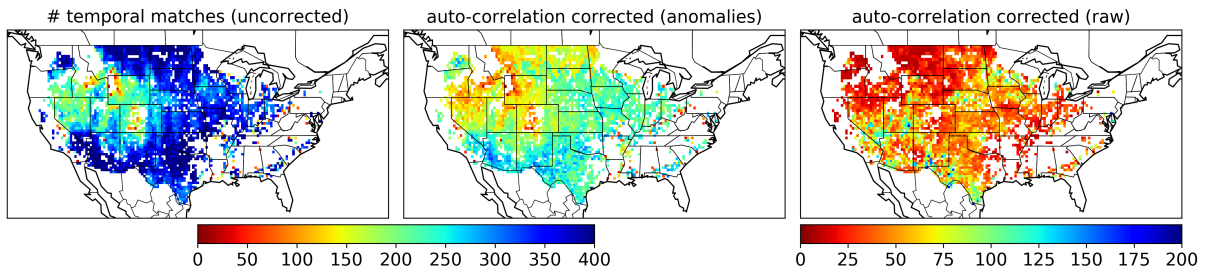 # temporal matches (uncorrected)
auto-correlation corrected (anomalies)
auto-correlation corrected (raw)
0 50 100 150 200 250 300 350 400
0 25 50 75 100 125 150 175 200